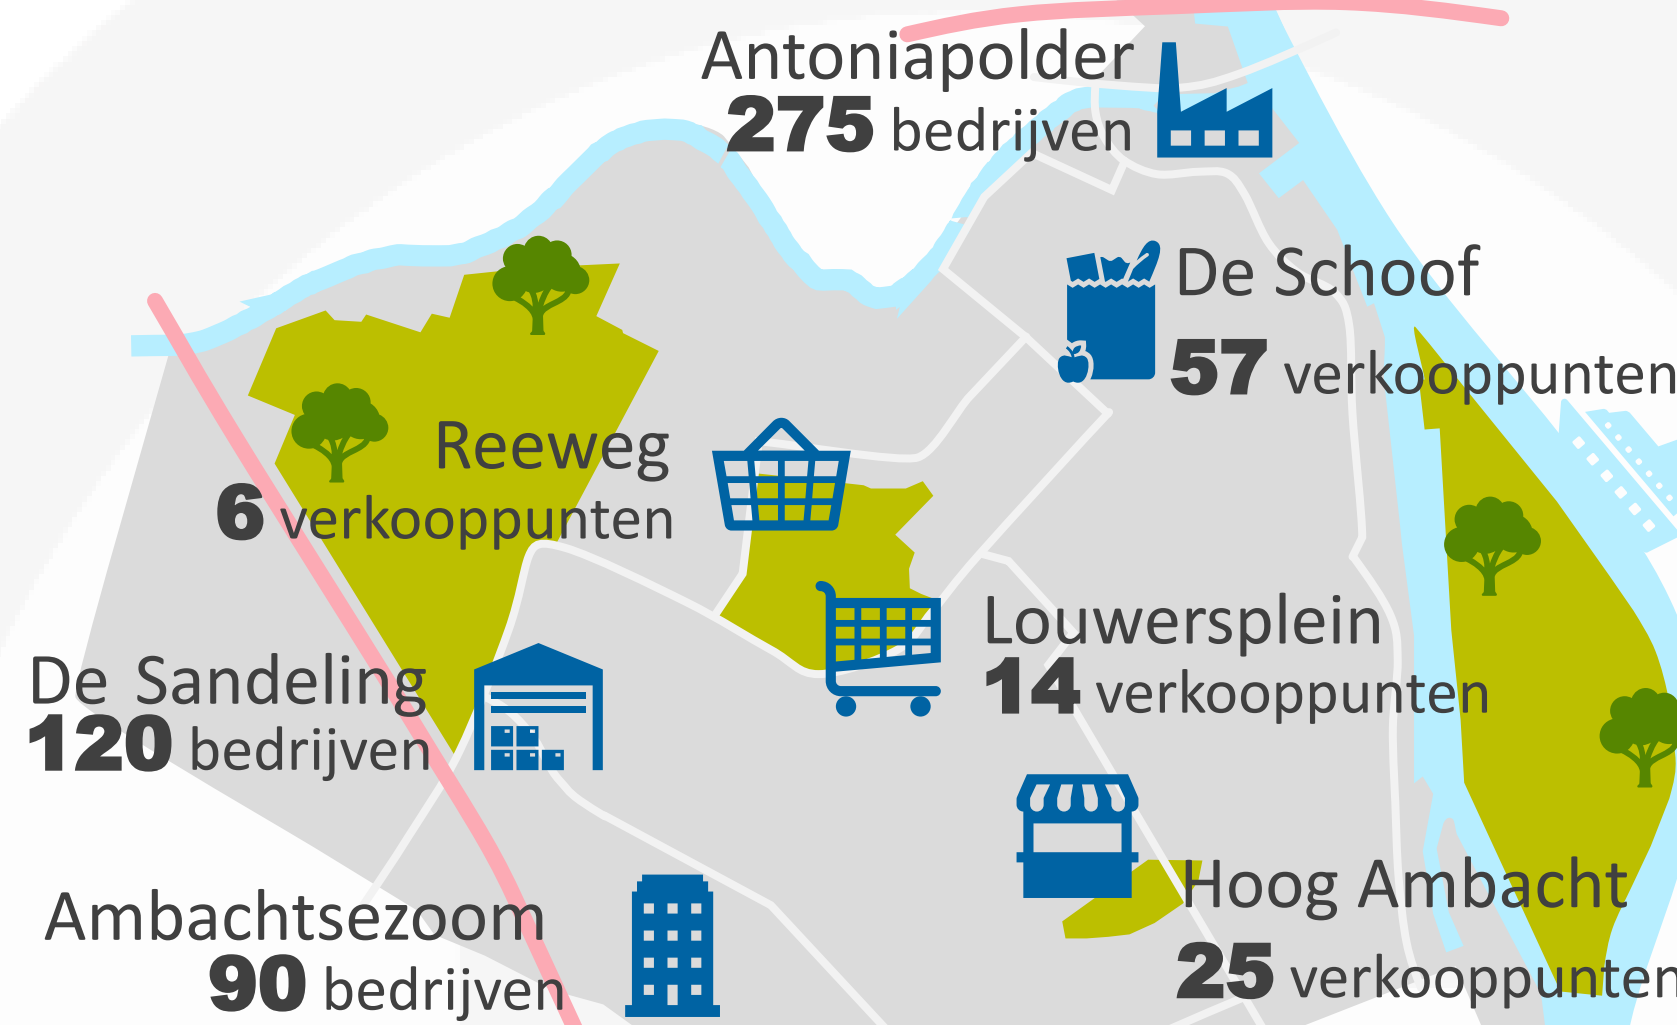 Antoniapolder
275 bedrijven
De Schoof
57 verkooppunten
Reeweg
6 verkooppunten
Louwersplein
14 verkooppunten
De Sandeling
120 bedrijven
Hoog Ambacht
25 verkooppunten
Ambachtsezoom
90 bedrijven